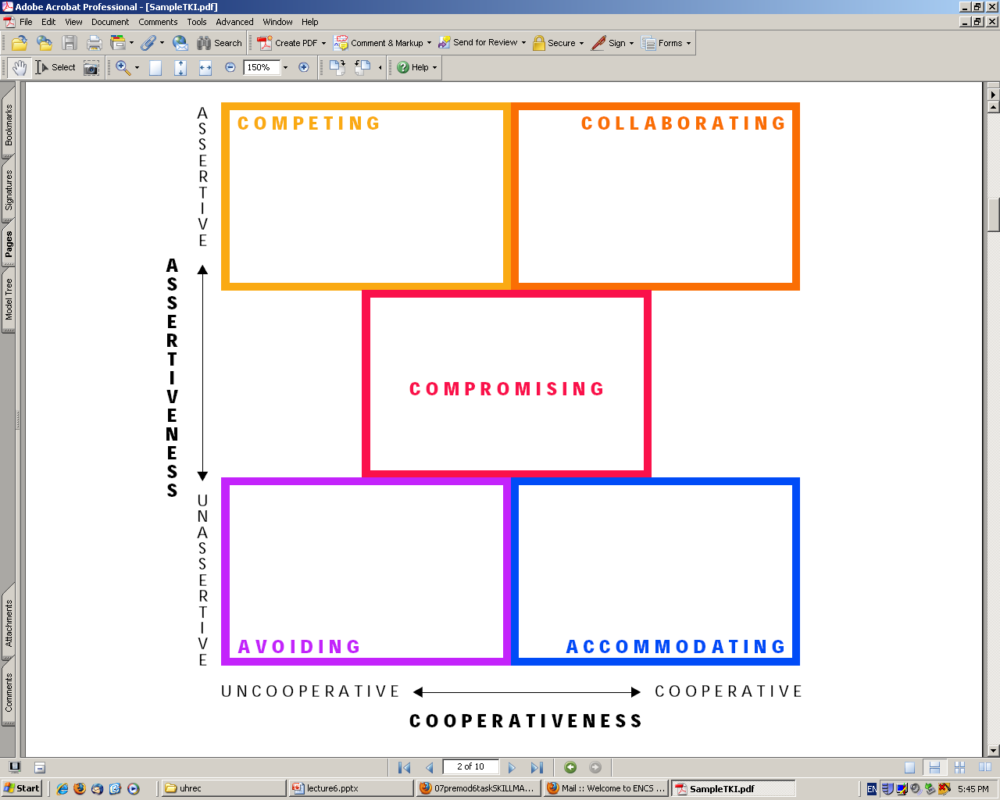 Adobe Acrobat Professional - [SampleTKI.pdf]
File Edit View Document Comments Forms Tools Advanced Window Help
Search Create PDF Comment & Markup Send for Review Secure Sign Forms
Select 150% Help
Bookmarks
Signatures
Pages
Model Tree
Attachments
Comments
ASSERTIVE
COMPETING
COLLABORATING
ASSERTIVENESS
COMPROMISING
UNASSERTIVE
AVOIDING
ACCOMMODATING
UNCOOPERATIVE COOPERATIVE
COOPERATIVENESS
2 of 10
Start uhrec lecture6.pptx 07premod6taskSKILLMA... Mail :: Welcome to ENCS ... SampleTKI.pdf EN 5:45 PM